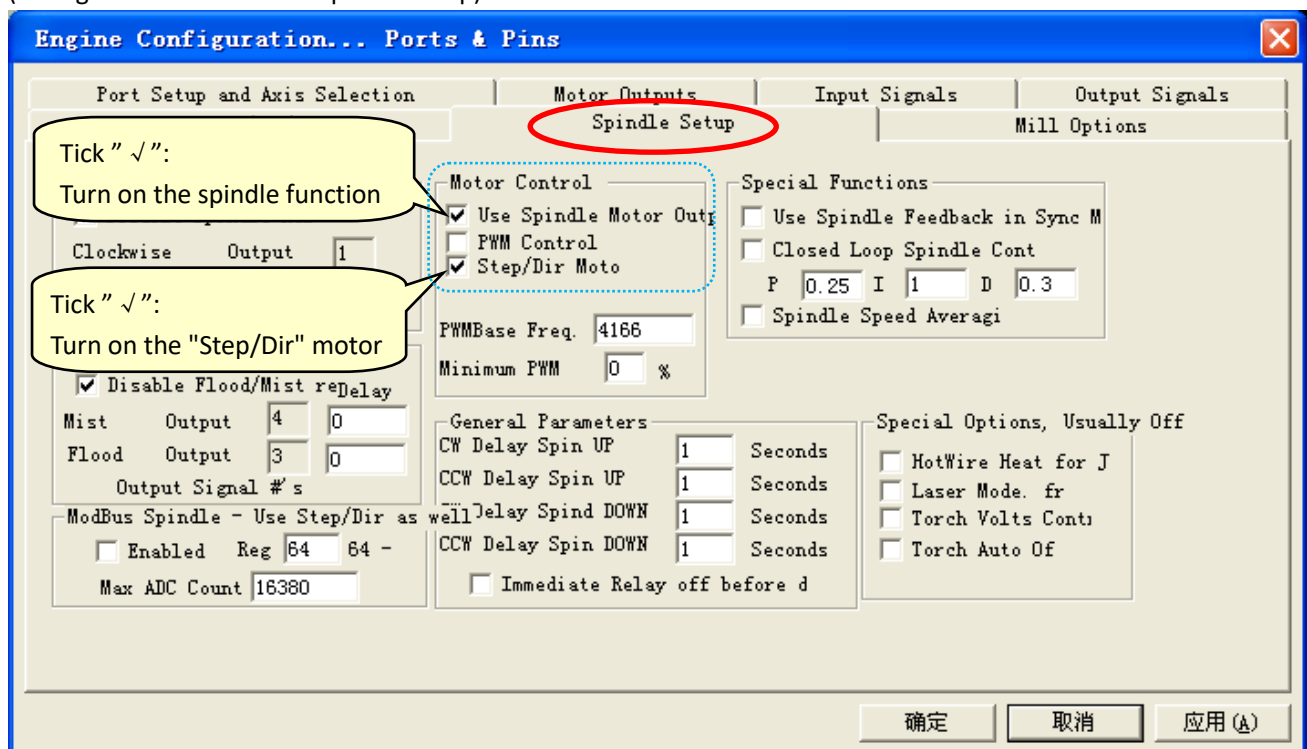 Engine Configuration... Ports & Pins
Port Setup and Axis Selection
Motor Outputs
Input Signals
Output Signals
Spindle Setup
Mill Options
Tick " √ ":
Turn on the spindle function
Clockwise Output 1
Tick " √ ":
Turn on the "Step/Dir" motor
Disable Flood/Mist re
Delay
Mist Output 4 0
Flood Output 3 0
Output Signal #'s
ModBus Spindle - Use Step/Dir as well
Enabled Reg 64 64 -
Max ADC Count 16380
Motor Control
Use Spindle Motor Outp
PWM Control
Step/Dir Moto
PWMBase Freq. 4166
Minimum PWM 0 %
General Parameters
CW Delay Spin UP 1 Seconds
CCW Delay Spin UP 1 Seconds
Delay Spind DOWN 1 Seconds
CCW Delay Spin DOWN 1 Seconds
Immediate Relay off before d
Special Functions
Use Spindle Feedback in Sync M
Closed Loop Spindle Cont
P 0.25 I 1 D 0.3
Spindle Speed Averagi
Special Options, Usually Off
HotWire Heat for J
Laser Mode. fr
Torch Volts Cont
Torch Auto Of
确定
取消
应用(A)